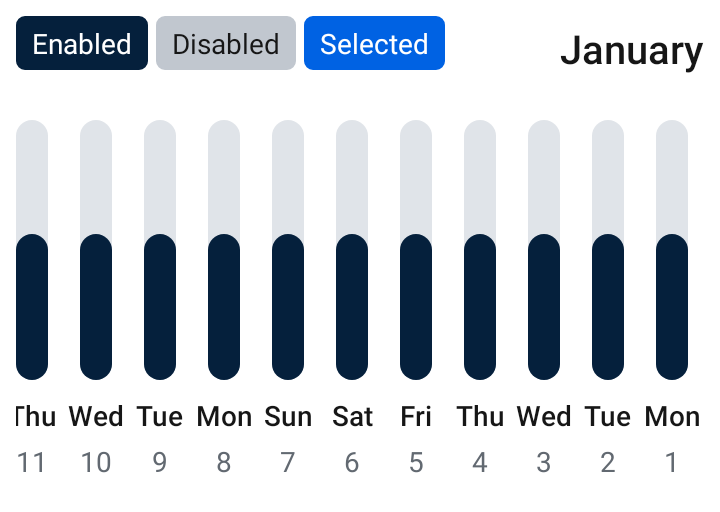 Enabled Disabled Selected
January
Thu Wed Tue Mon Sun Sat Fri Thu Wed Tue Mon
11 10 9 8 7 6 5 4 3 2 1